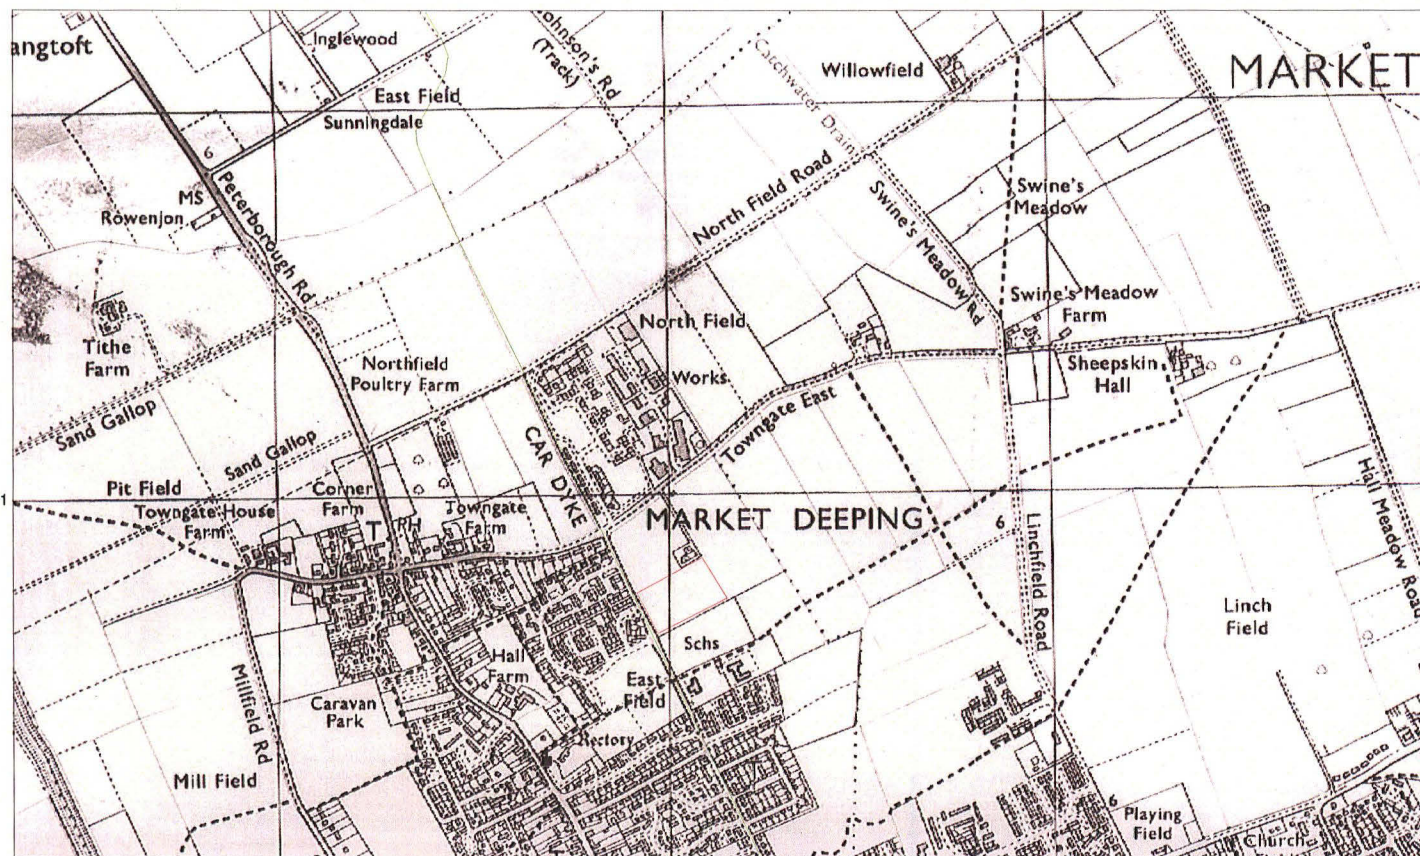 angtoft
Inglewood
Johnson's Rd
(Track)
East Field
Sunningdale
Catchwater Drain
Willowfield
MARKET
6
MS
Rowenjon
Peterborough Rd
North Field Road
Swine's Meadow Rd
Swine's
Meadow
Swine's Meadow
Farm
Tithe
Farm
Northfield
Poultry Farm
North Field
Works
Sheepskin
Hall
Sand Gallop
Sand Gallop
Towngate East
CAR DYKE
Hall Meadow Road
1
Pit Field
Towngate House
Farm
Corner
Farm
T
PH
Towngate
Farm
MARKET DEEPING
6
Linchfield Road
Linch
Field
Millfield Rd
Hall
Farm
Schs
East
Field
Caravan
Park
Rectory
Mill Field
6
Playing
Field
Church